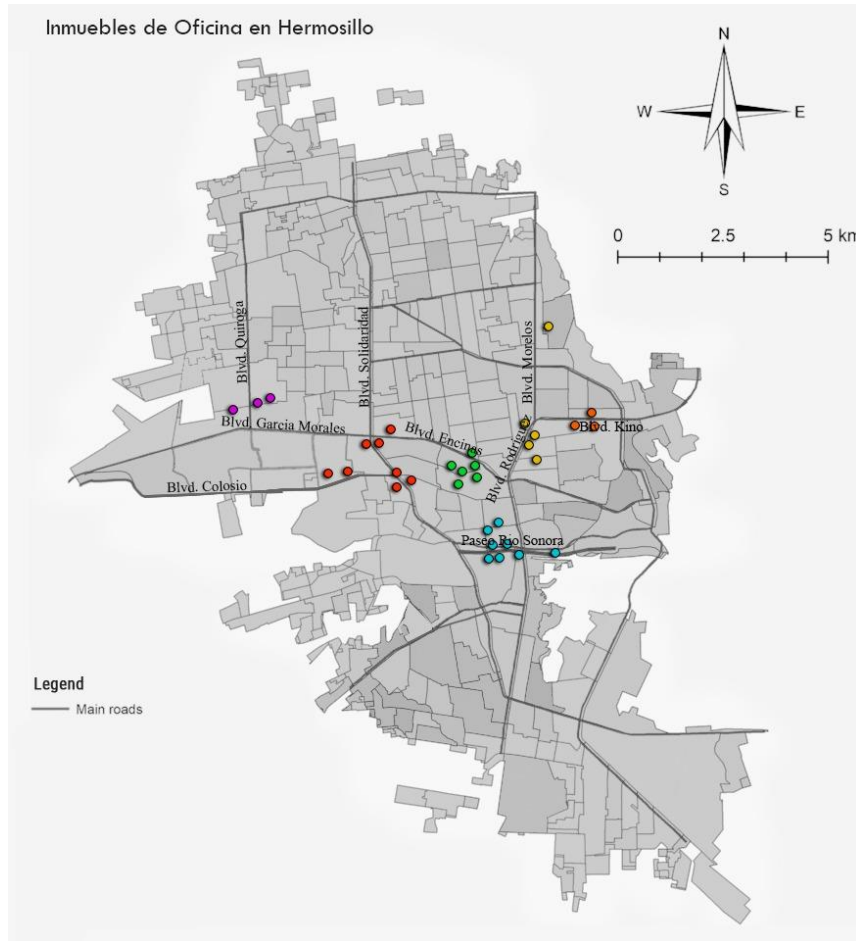 Inmuebles de Oficina en Hermosillo
N
W
E
S
0 2.5 5 km
Blvd. Quiroga
Blvd. Solidaridad
Blvd. Morelos
Blvd. Garcia Morales
Blvd. Encinas
Blvd. Rodriguez
Blvd. Kino
Blvd. Colosio
Paseo Rio Sonora
Legend
Main roads